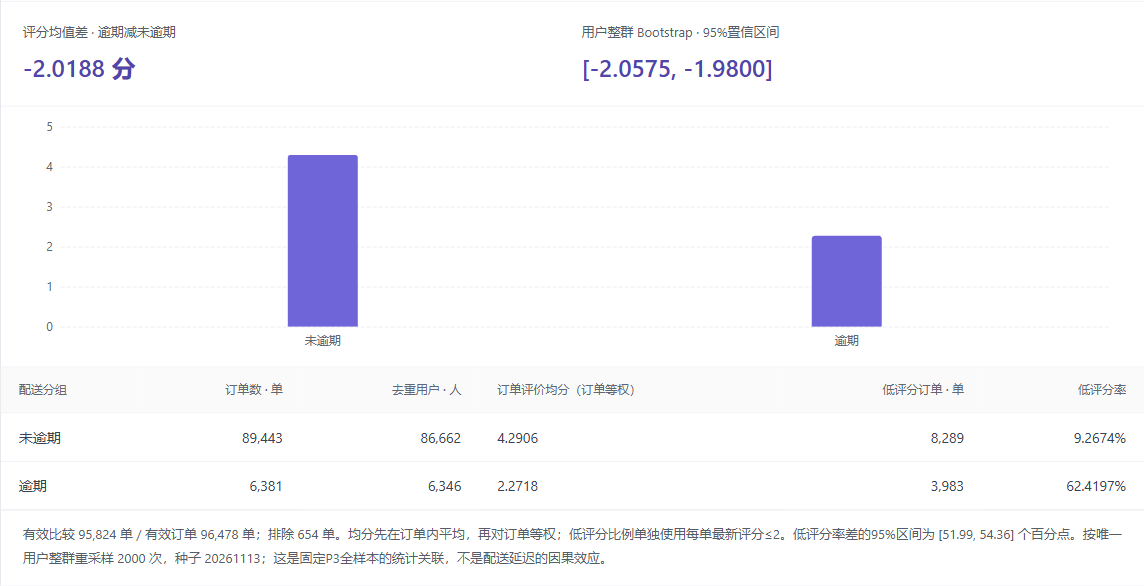 评分均值差 · 逾期减未逾期
-2.0188 分
用户整群 Bootstrap · 95%置信区间
[-2.0575, -1.9800]
5
4
3
2
1
0
未逾期 逾期
配送分组 订单数 · 单 去重用户 · 人 订单评价均分（订单等权） 低评分订单 · 单 低评分率
未逾期 89,443 86,662 4.2906 8,289 9.2674%
逾期 6,381 6,346 2.2718 3,983 62.4197%
有效比较 95,824 单 / 有效订单 96,478 单；排除 654 单。均分先在订单内平均，再对订单等权；低评分比例单独使用每单最新评分≤2。低评分率差的95%区间为 [51.99, 54.36] 个百分点。按唯一
用户整群重采样 2000 次，种子 20261113；这是固定P3全样本的统计关联，不是配送延迟的因果效应。